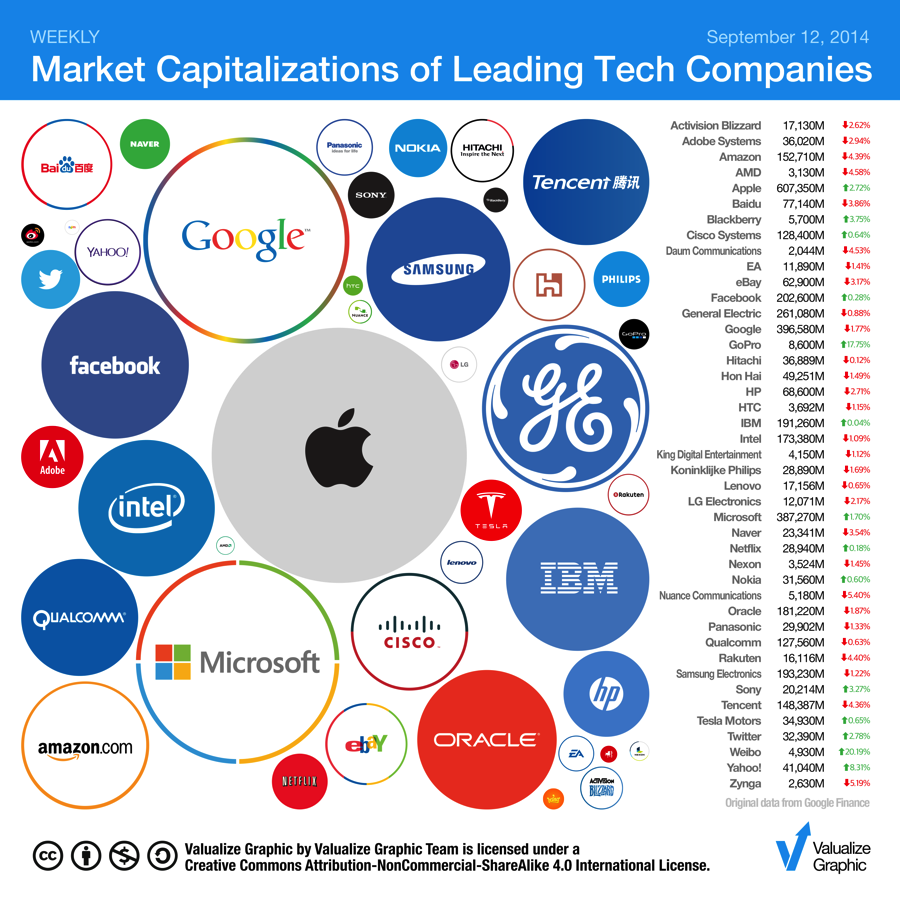 WEEKLY
September 12, 2014
Market Capitalizations of Leading Tech Companies
Baidu百度
NAVER
Panasonic
ideas for life
NOKIA
HITACHI
Inspire the Next
Tencent 腾讯
SONY
BlackBerry
Google™
YAHOO!
SAMSUNG
PHILIPS
hTC
NUANCE
GoPro
facebook
LG
GE
Adobe
intel
TESLA
Rakuten
AMD
lenovo
IBM
QUALCOMM®
Microsoft
CISCO™
hp
amazon.com
ebaY
ORACLE®
EA
NETFLIX
ACTIVISION
BLIZZARD
Activision Blizzard 17,130M ⬇2.62%
Adobe Systems 36,020M ⬇2.94%
Amazon 152,710M ⬇4.39%
AMD 3,130M ⬇4.58%
Apple 607,350M ⬆2.72%
Baidu 77,140M ⬇3.86%
Blackberry 5,700M ⬆3.75%
Cisco Systems 128,400M ⬆0.64%
Daum Communications 2,044M ⬇4.53%
EA 11,890M ⬇1.41%
eBay 62,900M ⬇3.17%
Facebook 202,600M ⬆0.28%
General Electric 261,080M ⬇0.88%
Google 396,580M ⬇1.77%
GoPro 8,600M ⬆17.75%
Hitachi 36,889M ⬇0.12%
Hon Hai 49,251M ⬇1.49%
HP 68,600M ⬇2.71%
HTC 3,692M ⬇1.15%
IBM 191,260M ⬆0.04%
Intel 173,380M ⬇1.09%
King Digital Entertainment 4,150M ⬇1.12%
Koninklijke Philips 28,890M ⬇1.69%
Lenovo 17,156M ⬇0.65%
LG Electronics 12,071M ⬇2.17%
Microsoft 387,270M ⬆1.70%
Naver 23,341M ⬇3.54%
Netflix 28,940M ⬆0.18%
Nexon 3,524M ⬇1.45%
Nokia 31,560M ⬆0.60%
Nuance Communications 5,180M ⬇5.40%
Oracle 181,220M ⬇1.87%
Panasonic 29,902M ⬇1.33%
Qualcomm 127,560M ⬇0.63%
Rakuten 16,116M ⬇4.40%
Samsung Electronics 193,230M ⬇1.22%
Sony 20,214M ⬆3.27%
Tencent 148,387M ⬇4.36%
Tesla Motors 34,930M ⬆0.65%
Twitter 32,390M ⬆2.78%
Weibo 4,930M ⬆20.19%
Yahoo! 41,040M ⬆8.31%
Zynga 2,630M ⬇5.19%
Original data from Google Finance
cc
Valualize Graphic by Valualize Graphic Team is licensed under a
Creative Commons Attribution-NonCommercial-ShareAlike 4.0 International License.
Valualize
Graphic